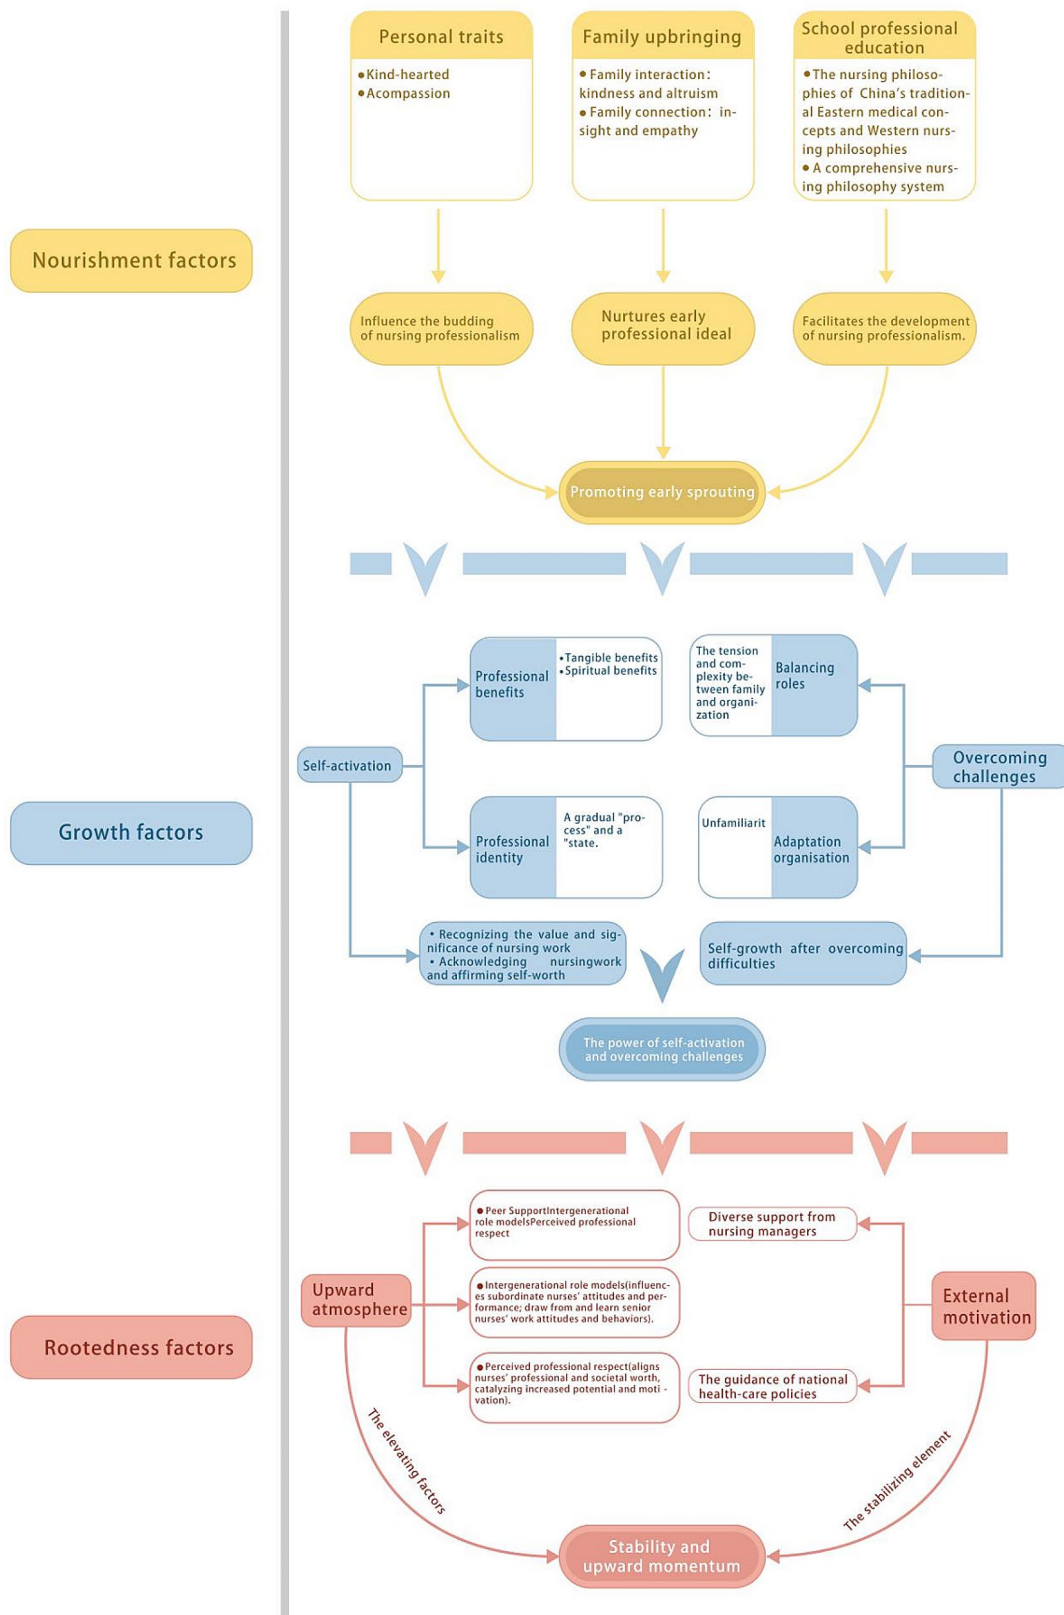 Personal traits
● Kind-hearted
● Acompassion
Family upbringing
● Family interaction:
kindness and altruism
● Family connection: in-
sight and empathy
School professional
education
● The nursing philoso-
phies of China's tradition-
al Eastern medical con-
cepts and Western nurs-
ing philosophies
● A comprehensive nurs-
ing philosophy system
Nourishment factors
Influence the budding
of nursing professionalism
Nurtures early
professional ideal
Facilitates the development
of nursing professionalism.
Promoting early sprouting
Growth factors
Self-activation
Professional
benefits
• Tangible benefits
• Spiritual benefits
The tension
and com-
plexity be-
tween family
and organi-
zation
Balancing
roles
Overcoming
challenges
Professional
identity
A gradual "pro-
cess" and a
"state.
Unfamiliarit
Adaptation
organisation
• Recognizing the value and sig-
nificance of nursing work
• Acknowledging nursingwork
and affirming self-worth
Self-growth after overcoming
difficulties
The power of self-activation
and overcoming challenges
Rootedness factors
Upward
atmosphere
● Peer SupportIntergenerational
role modelsPerceived professional
respect
● Intergenerational role models(influenc-
es subordinate nurses' attitudes and per-
formance; draw from and learn senior
nurses' work attitudes and behaviors).
● Perceived professional respect(aligns
nurses' professional and societal worth,
catalyzing increased potential and moti -
vation).
Diverse support from
nursing managers
The guidance of national
health-care policies
External
motivation
The elevating factors
The stabilizing element
Stability and
upward momentum